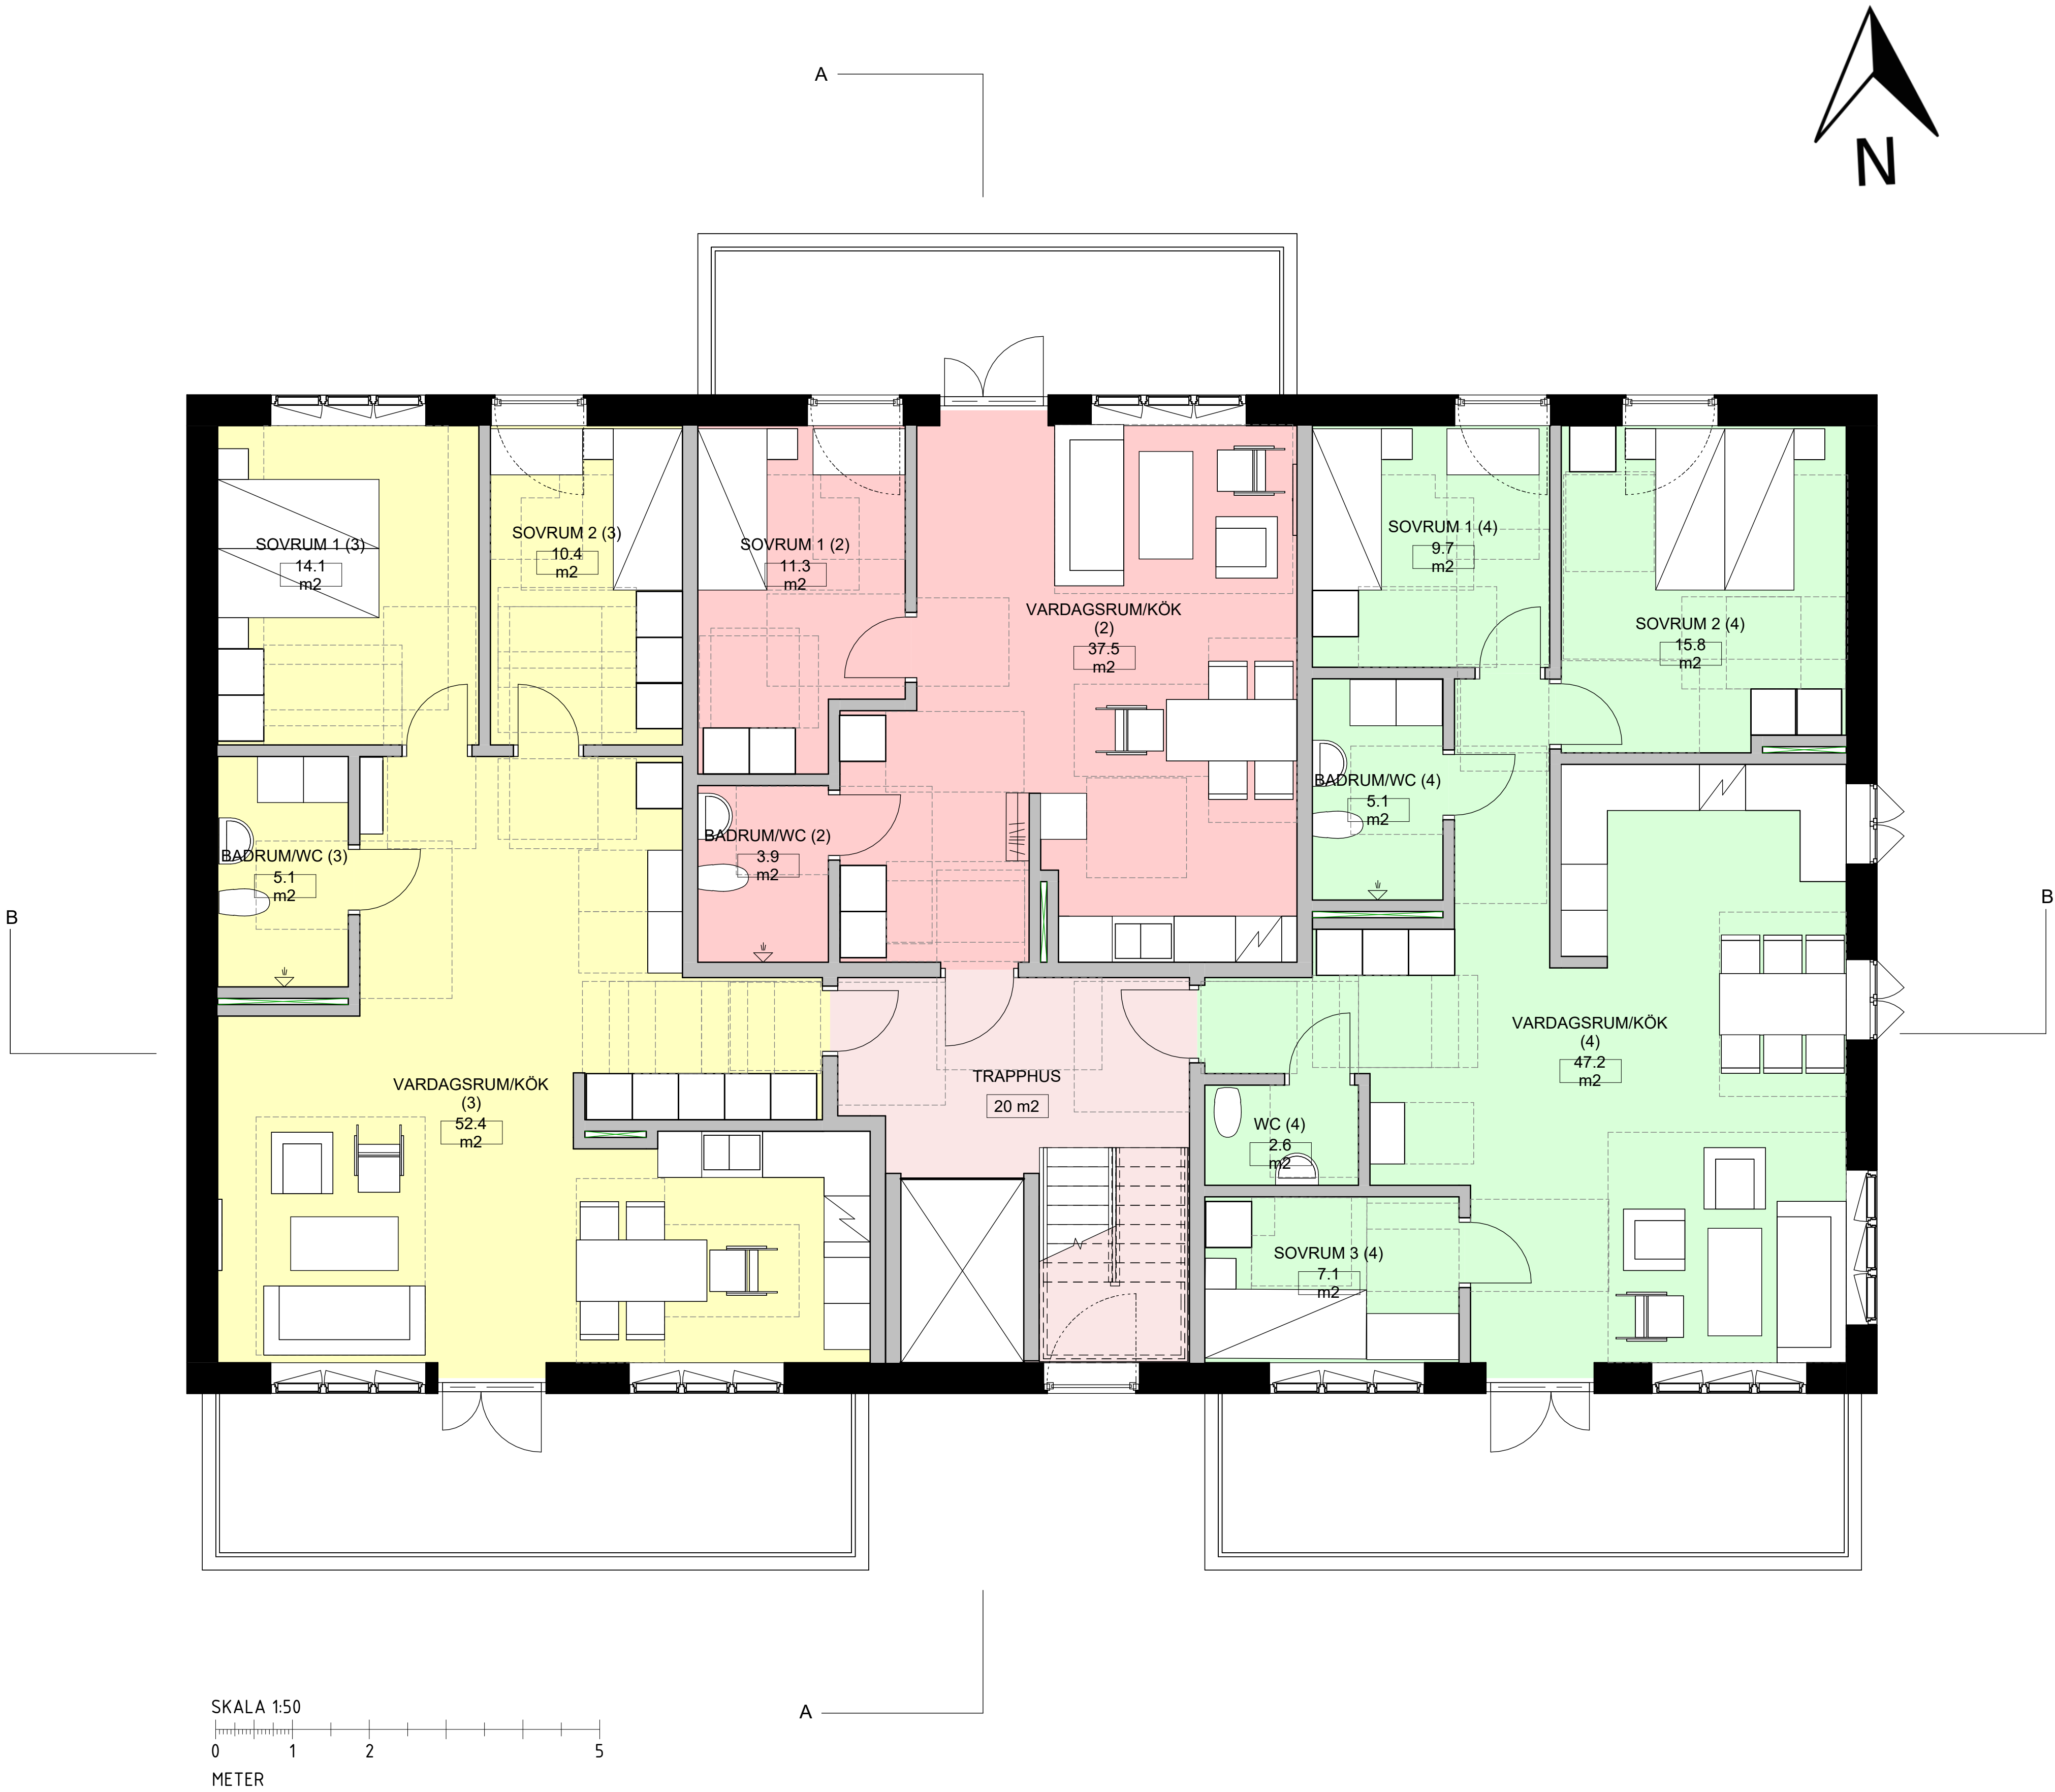 A
N
SOVRUM 1 (3)
14.1
m2
SOVRUM 2 (3)
10.4
m2
SOVRUM 1 (2)
11.3
m2
VARDAGSRUM/KÖK
(2)
37.5
m2
SOVRUM 1 (4)
9.7
m2
SOVRUM 2 (4)
15.8
m2
BADRUM/WC (3)
5.1
m2
BADRUM/WC (2)
3.9
m2
BADRUM/WC (4)
5.1
m2
B
B
VARDAGSRUM/KÖK
(3)
52.4
m2
TRAPPHUS
20 m2
VARDAGSRUM/KÖK
(4)
47.2
m2
WC (4)
2.6
m2
SOVRUM 3 (4)
7.1
m2
A
SKALA 1:50
0 1 2 5
METER